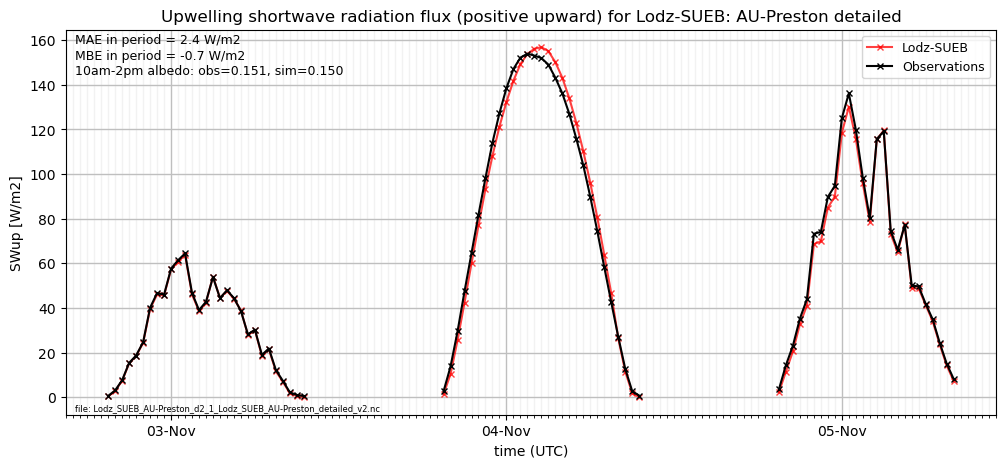 Upwelling shortwave radiation flux (positive upward) for Lodz-SUEB: AU-Preston detailed
MAE in period = 2.4 W/m2
MBE in period = -0.7 W/m2
10am-2pm albedo: obs=0.151, sim=0.150
Lodz-SUEB
Observations
SWup [W/m2]
160
140
120
100
80
60
40
20
0
file: Lodz_SUEB_AU-Preston_d2_1_Lodz_SUEB_AU-Preston_detailed_v2.nc
03-Nov
04-Nov
05-Nov
time (UTC)